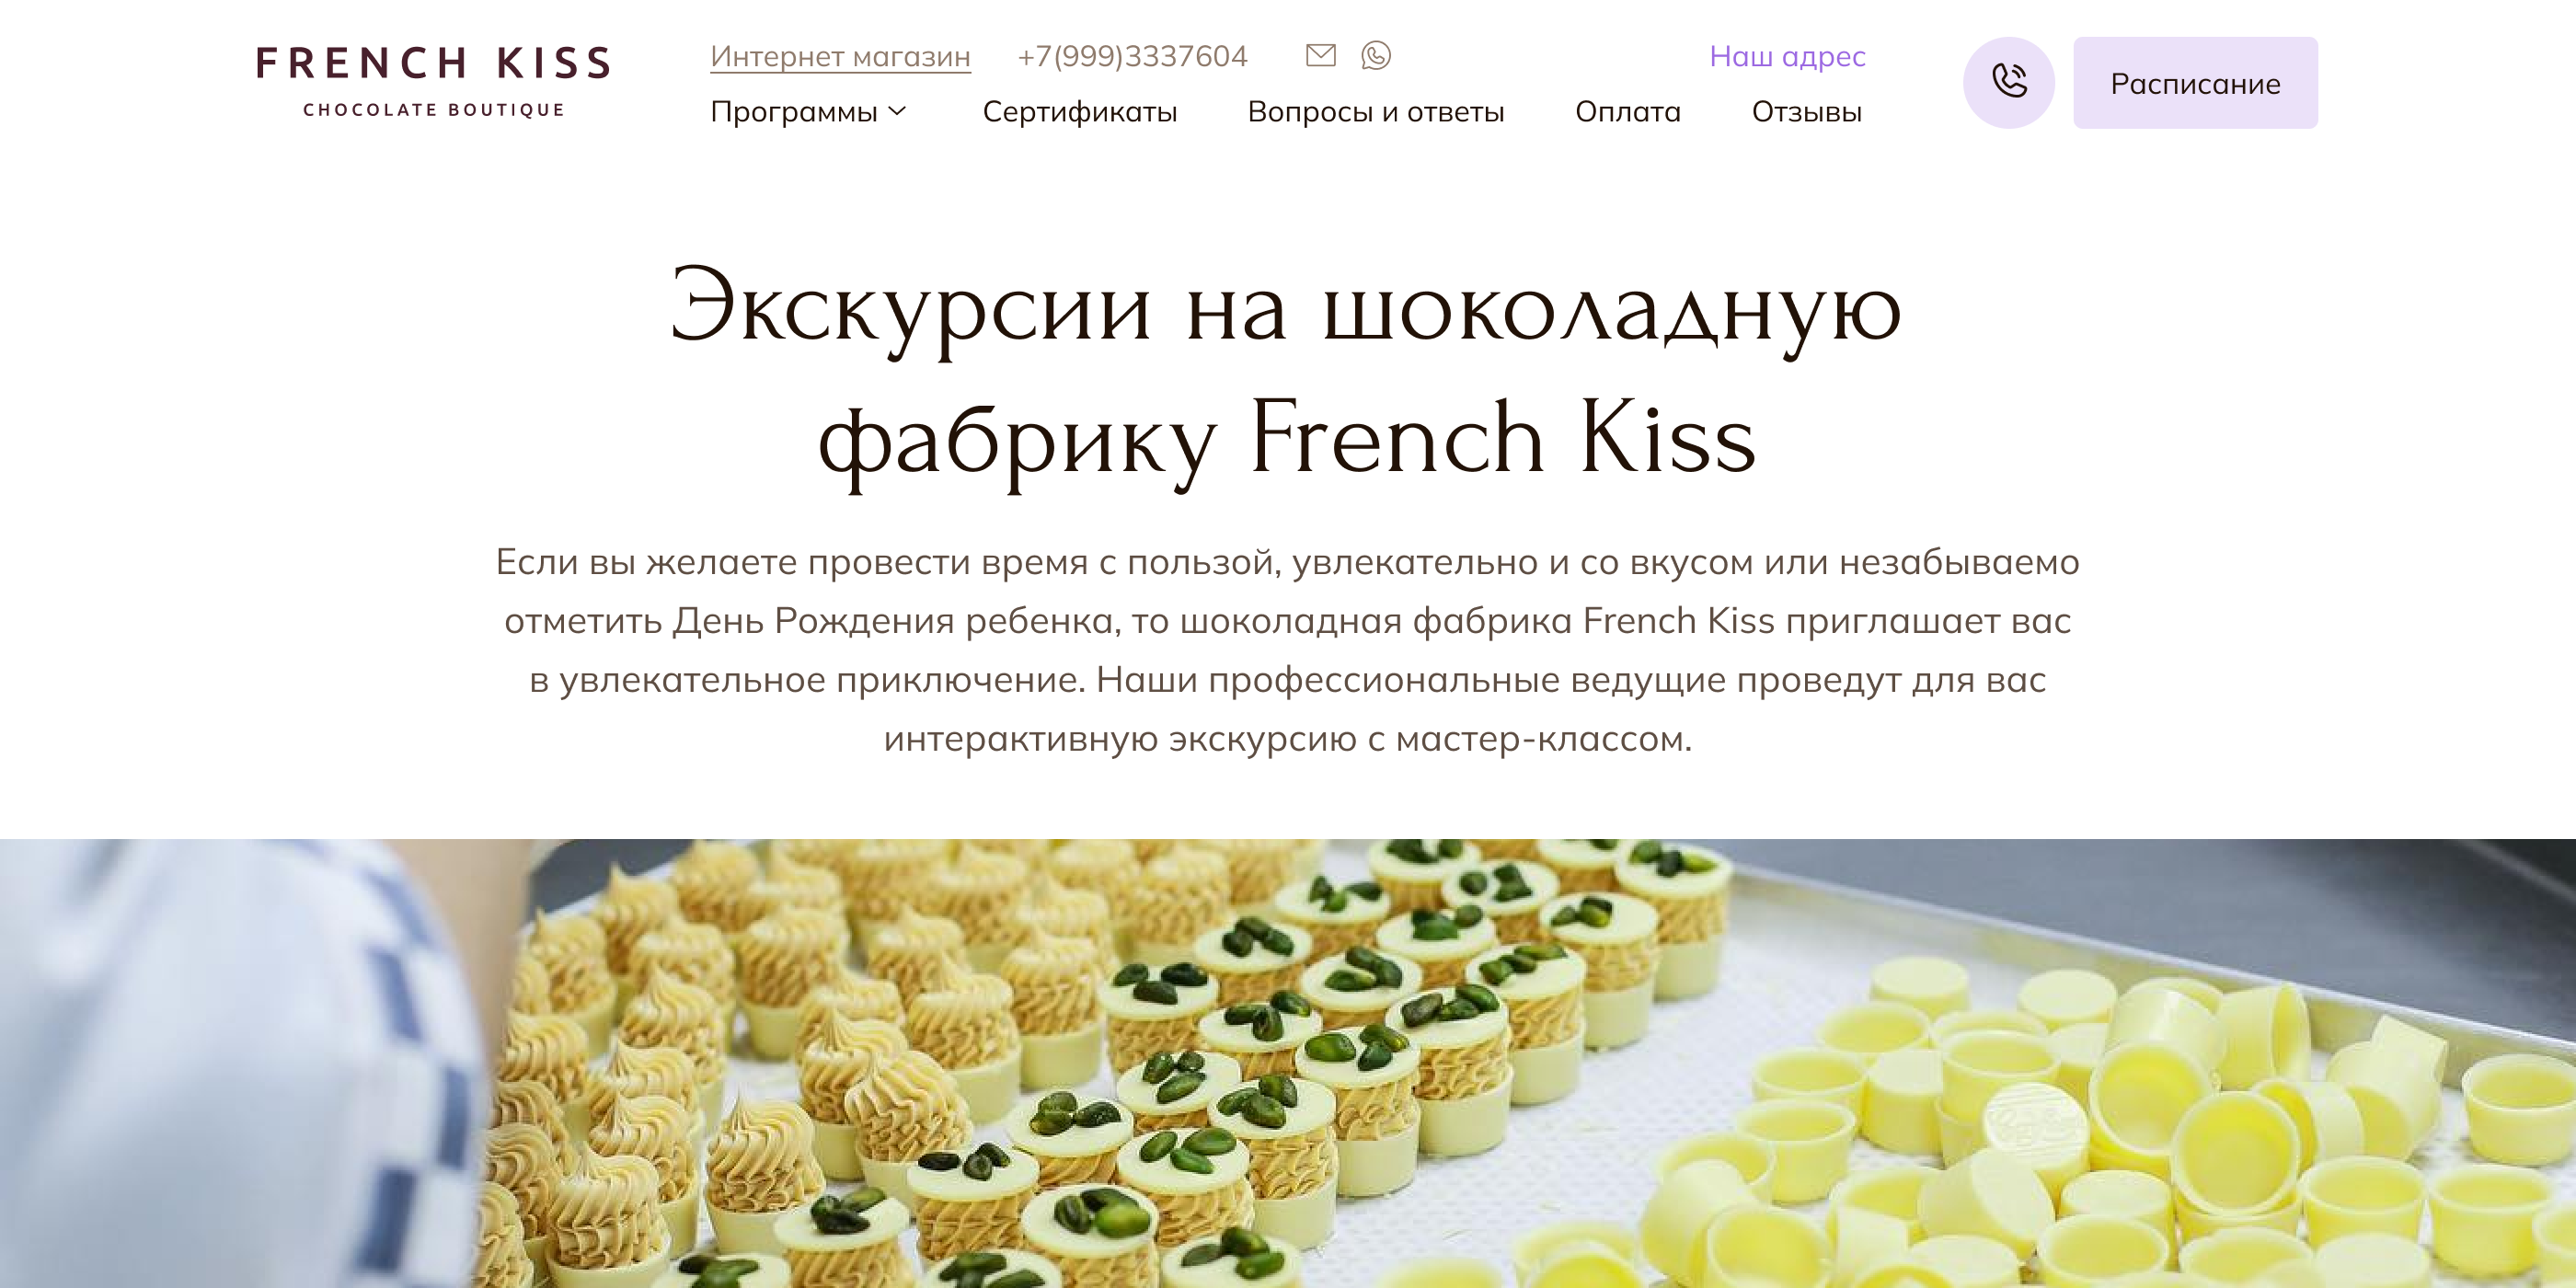 FRENCH KISS
CHOCOLATE BOUTIQUE
Интернет магазин +7(999)3337604 Наш адрес
Программы Сертификаты Вопросы и ответы Оплата Отзывы
Расписание
Экскурсии на шоколадную
фабрику French Kiss
Если вы желаете провести время с пользой, увлекательно и со вкусом или незабываемо
отметить День Рождения ребенка, то шоколадная фабрика French Kiss приглашает вас
в увлекательное приключение. Наши профессиональные ведущие проведут для вас
интерактивную экскурсию с мастер-классом.